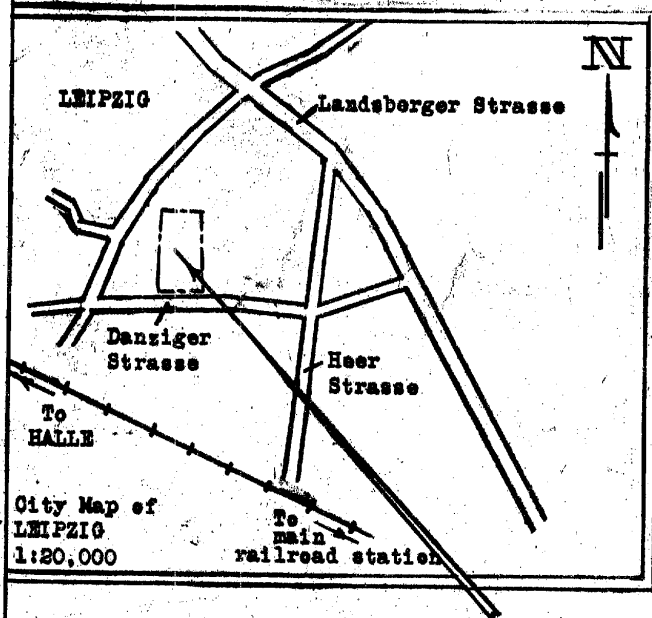 N
LEIPZIG
Landsberger Strasse
Danziger
Strasse
Heer
Strasse
To
HALLE
City Map of
LEIPZIG
1:20,000
To
main
railroad station